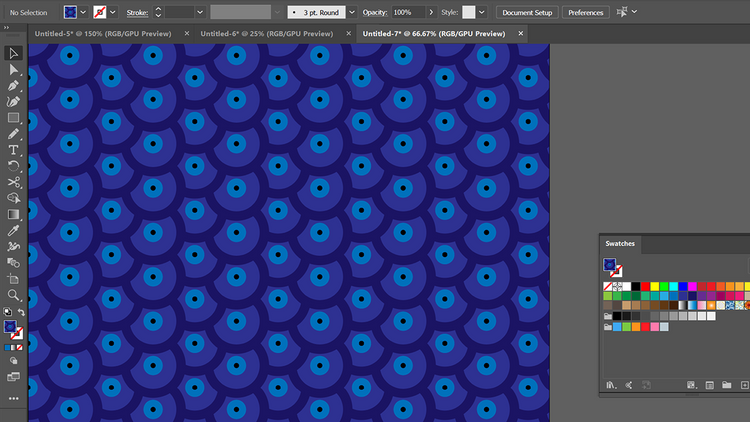 No Selection Stroke: 3 pt. Round Opacity: 100% Style: Document Setup Preferences
Untitled-5* @ 150% (RGB/GPU Preview) × Untitled-6* @ 25% (RGB/GPU Preview) × Untitled-7* @ 66.67% (RGB/GPU Preview) ×
Swatches